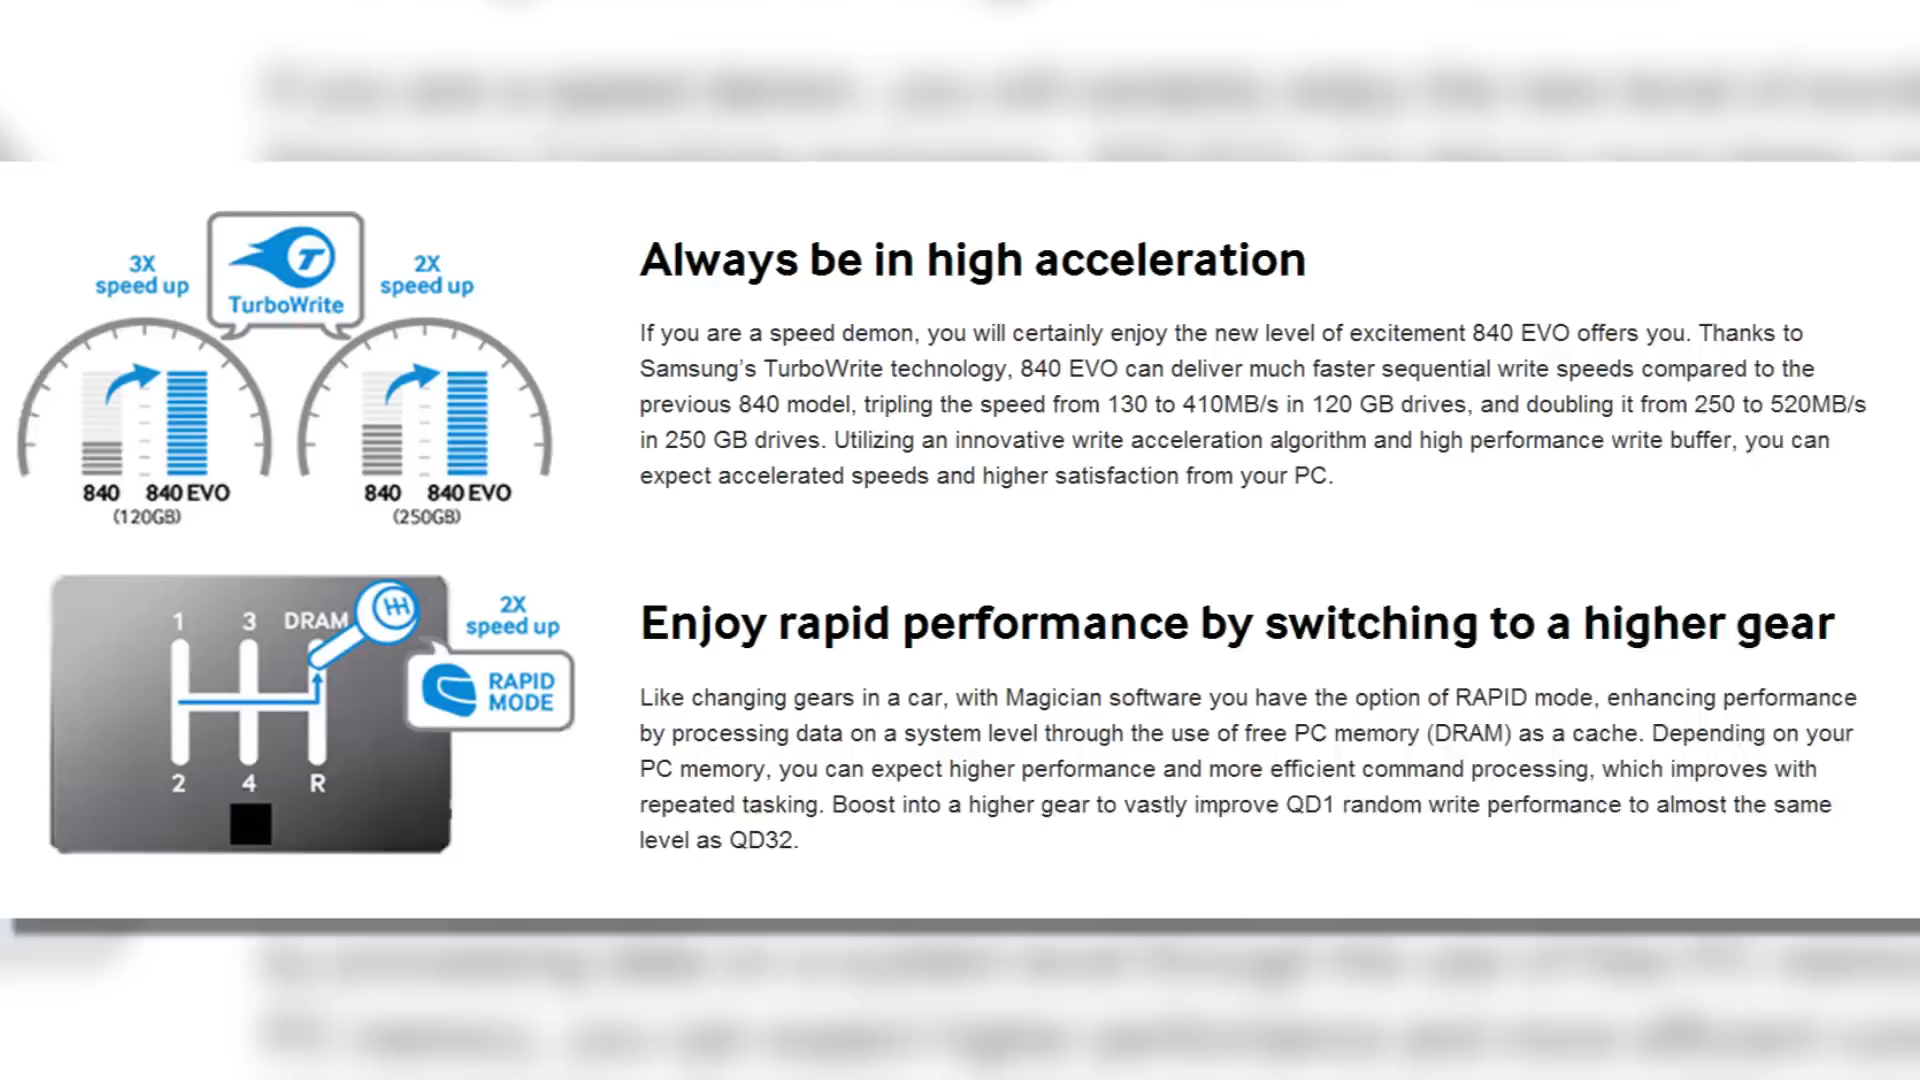 3X
speed up
TurboWrite
2X
speed up
840 840 EVO
(120GB)
840 840 EVO
(250GB)
Always be in high acceleration
If you are a speed demon, you will certainly enjoy the new level of excitement 840 EVO offers you. Thanks to
Samsung’s TurboWrite technology, 840 EVO can deliver much faster sequential write speeds compared to the
previous 840 model, tripling the speed from 130 to 410MB/s in 120 GB drives, and doubling it from 250 to 520MB/s
in 250 GB drives. Utilizing an innovative write acceleration algorithm and high performance write buffer, you can
expect accelerated speeds and higher satisfaction from your PC.
1 3 DRAM
2 4 R
2X
speed up
RAPID
MODE
Enjoy rapid performance by switching to a higher gear
Like changing gears in a car, with Magician software you have the option of RAPID mode, enhancing performance
by processing data on a system level through the use of free PC memory (DRAM) as a cache. Depending on your
PC memory, you can expect higher performance and more efficient command processing, which improves with
repeated tasking. Boost into a higher gear to vastly improve QD1 random write performance to almost the same
level as QD32.